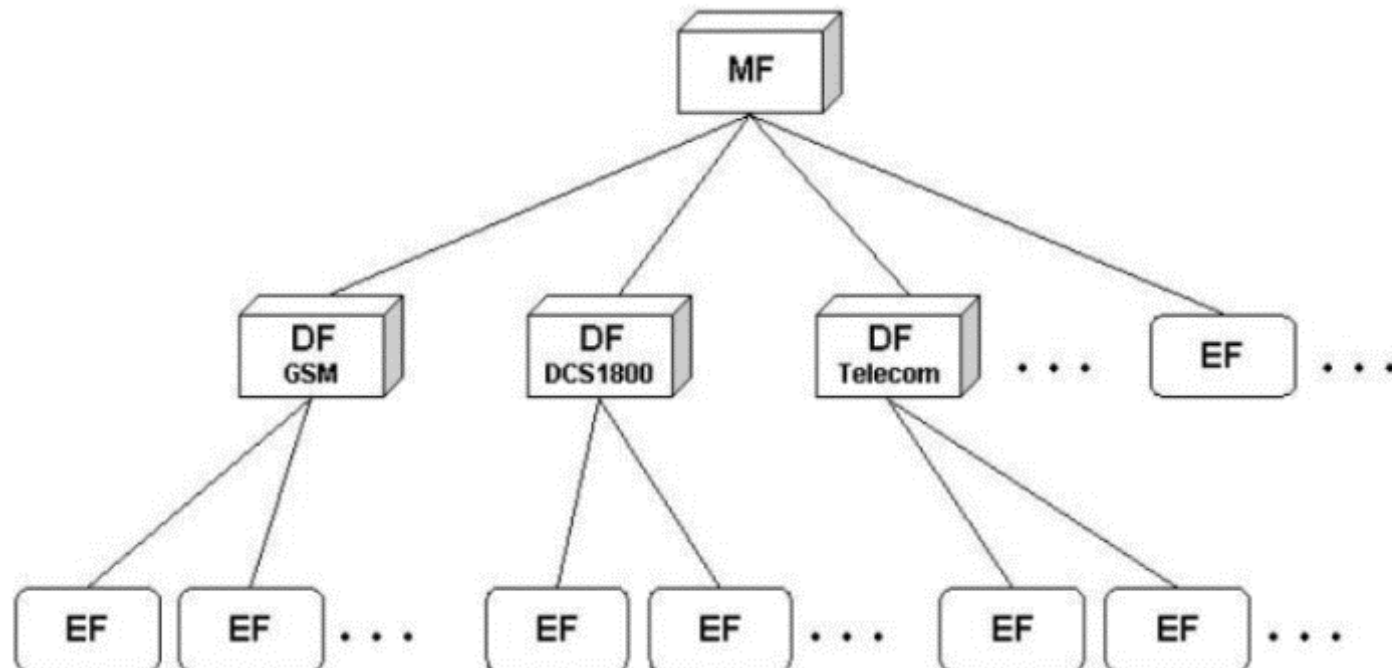 MF
DF
GSM
DF
DCS1800
DF
Telecom
. . .
EF
. . .
EF
EF
. . .
EF
EF
. . .
EF
EF
. . .